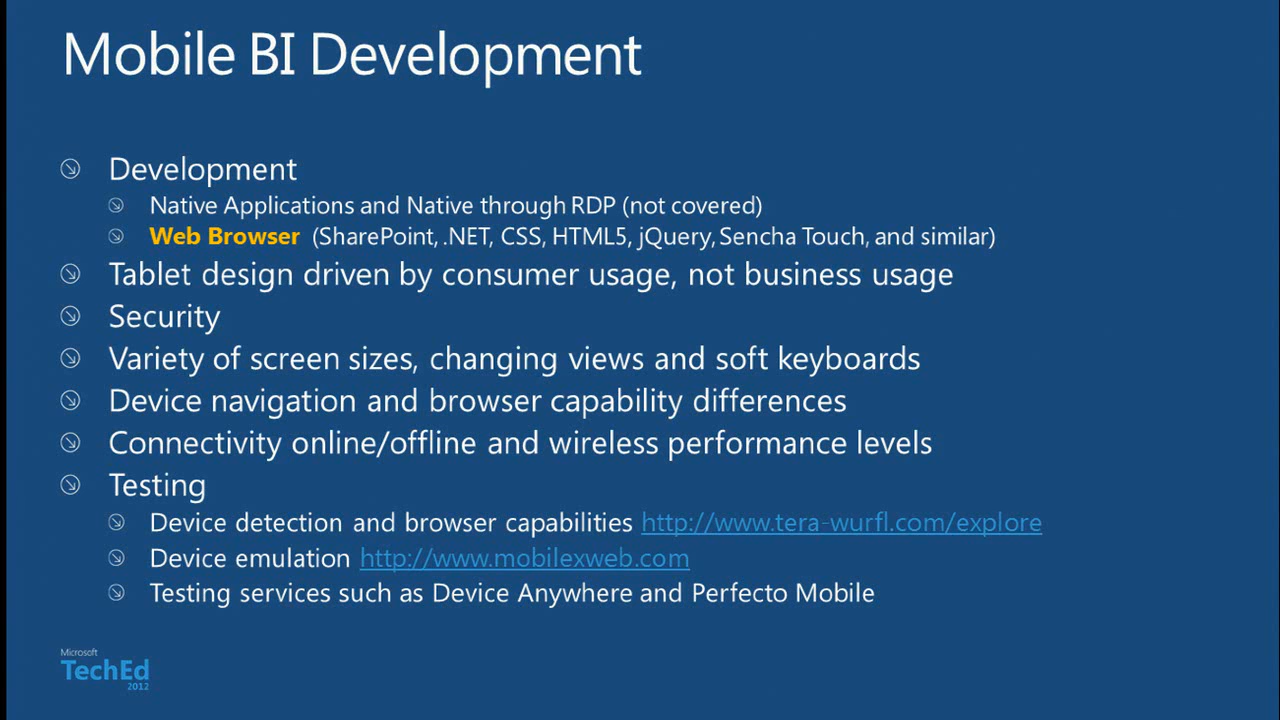 Mobile BI Development
Development
Native Applications and Native through RDP (not covered)
Web Browser (SharePoint, .NET, CSS, HTML5, jQuery, Sencha Touch, and similar)
Tablet design driven by consumer usage, not business usage
Security
Variety of screen sizes, changing views and soft keyboards
Device navigation and browser capability differences
Connectivity online/offline and wireless performance levels
Testing
Device detection and browser capabilities http://www.tera-wurfl.com/explore
Device emulation http://www.mobilexweb.com
Testing services such as Device Anywhere and Perfecto Mobile
Microsoft
TechEd
2012